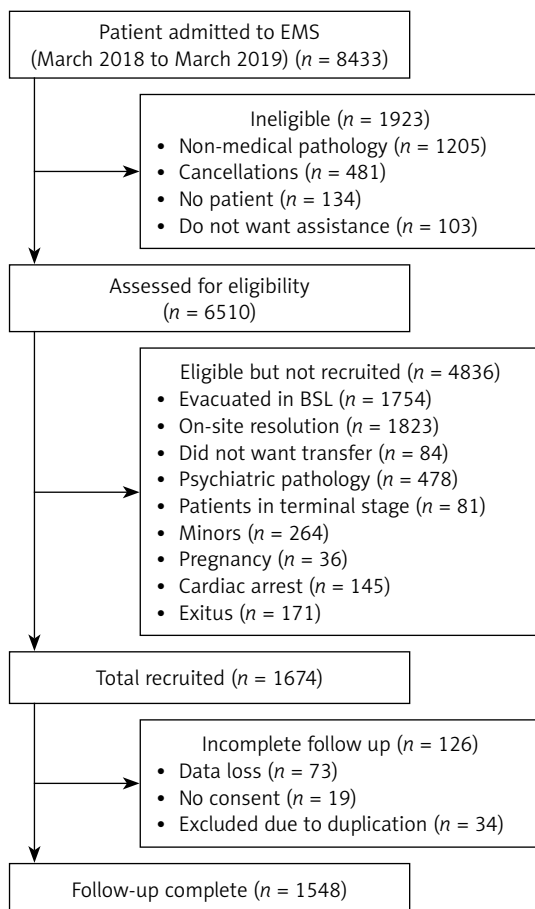 Patient admitted to EMS
(March 2018 to March 2019) (n = 8433)
Ineligible (n = 1923)
• Non-medical pathology (n = 1205)
• Cancellations (n = 481)
• No patient (n = 134)
• Do not want assistance (n = 103)
Assessed for eligibility
(n = 6510)
Eligible but not recruited (n = 4836)
• Evacuated in BSL (n = 1754)
• On-site resolution (n = 1823)
• Did not want transfer (n = 84)
• Psychiatric pathology (n = 478)
• Patients in terminal stage (n = 81)
• Minors (n = 264)
• Pregnancy (n = 36)
• Cardiac arrest (n = 145)
• Exitus (n = 171)
Total recruited (n = 1674)
Incomplete follow up (n = 126)
• Data loss (n = 73)
• No consent (n = 19)
• Excluded due to duplication (n = 34)
Follow-up complete (n = 1548)